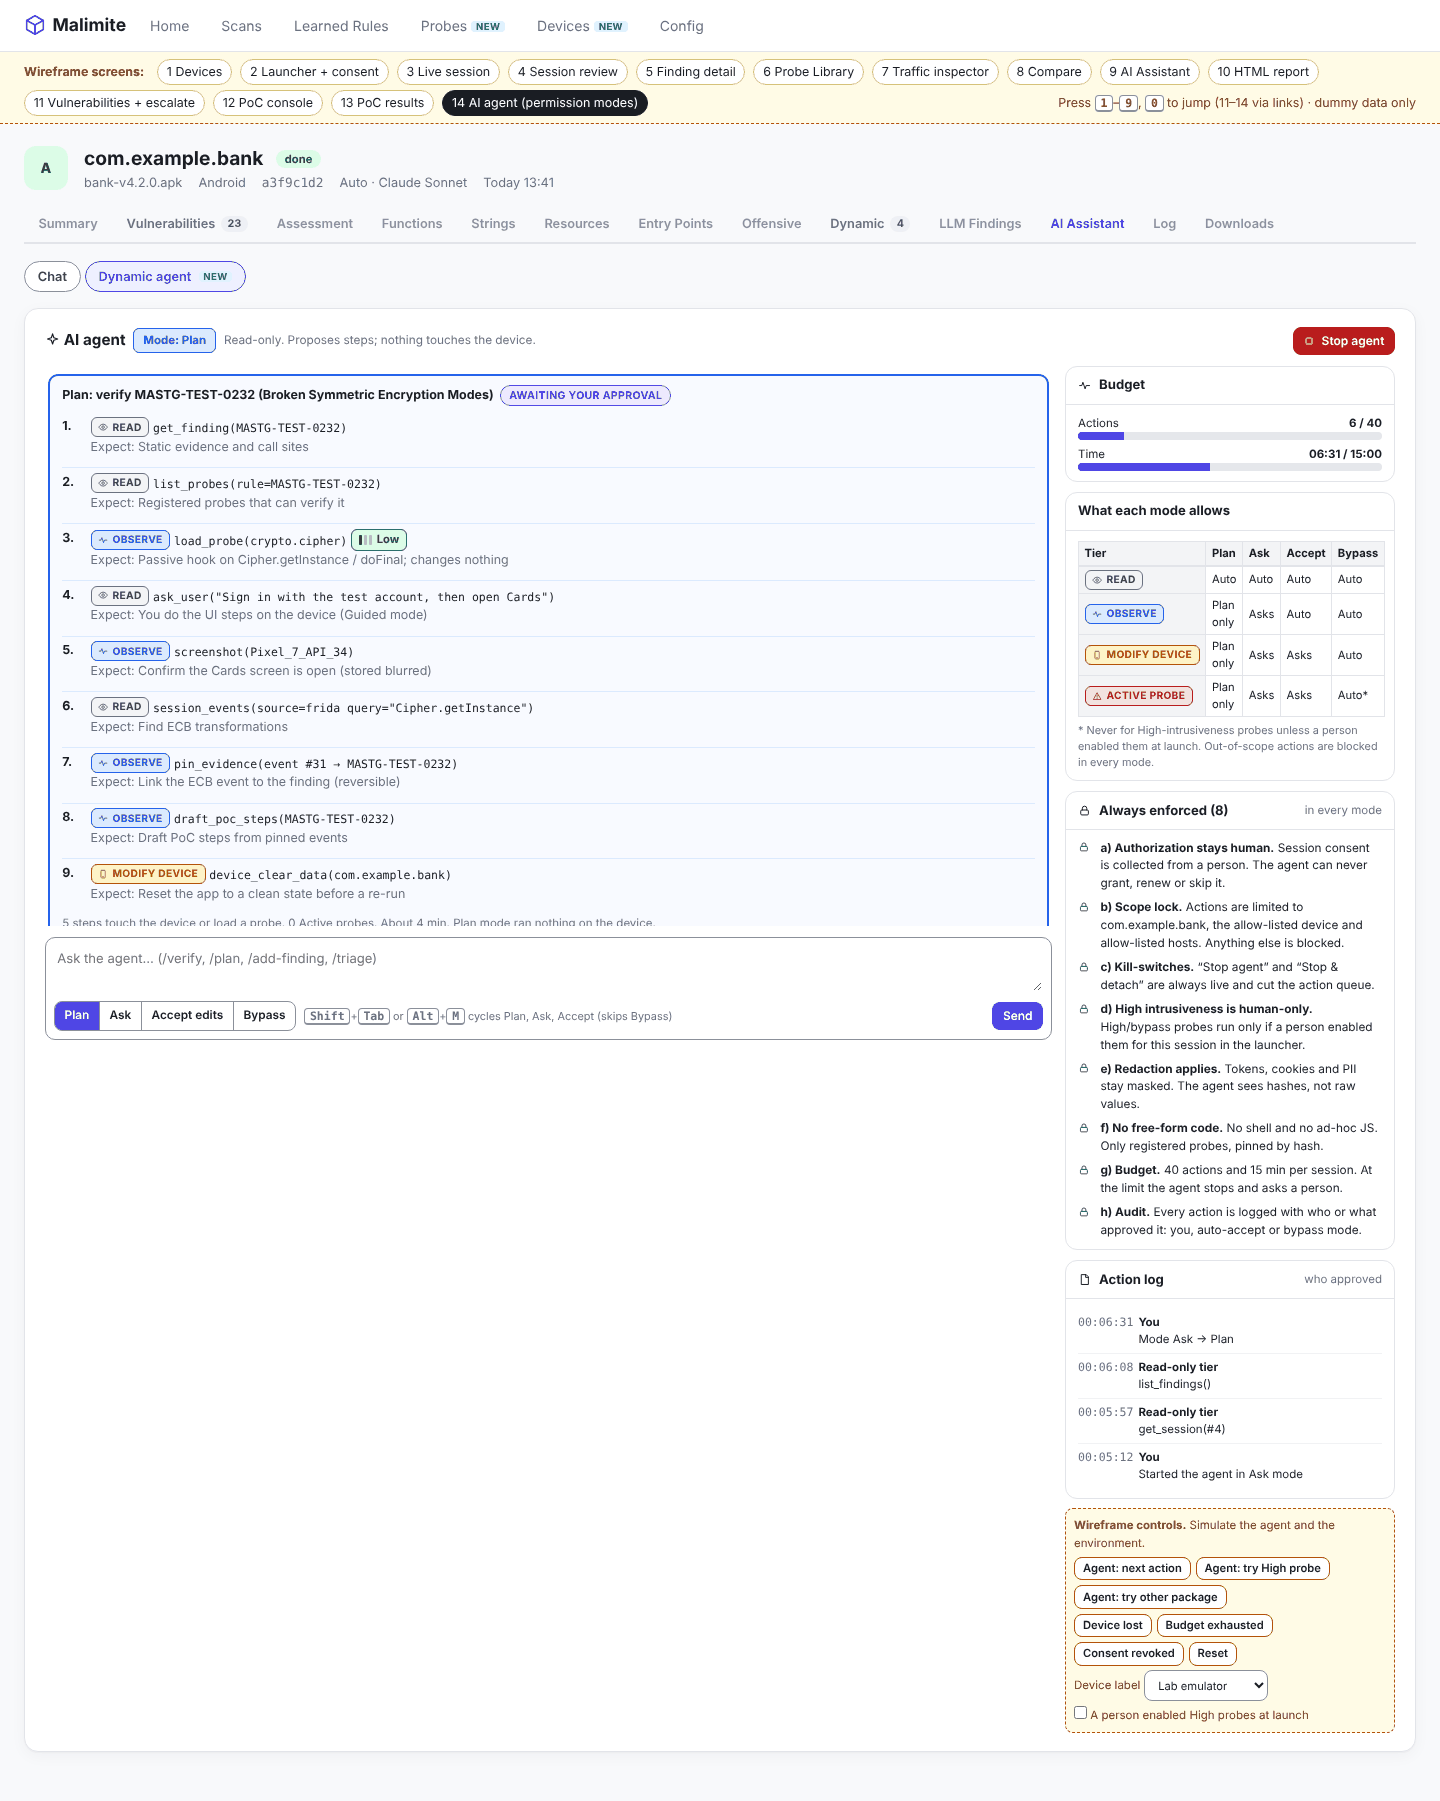 Malimite Home Scans Learned Rules Probes NEW Devices NEW Config
Wireframe screens: 1 Devices 2 Launcher + consent 3 Live session 4 Session review 5 Finding detail 6 Probe Library 7 Traffic inspector 8 Compare 9 AI Assistant 10 HTML report
11 Vulnerabilities + escalate 12 PoC console 13 PoC results 14 AI agent (permission modes) Press 1–9, 0 to jump (11–14 via links) · dummy data only
A
com.example.bank done
bank-v4.2.0.apk Android a3f9c1d2 Auto · Claude Sonnet Today 13:41
Summary Vulnerabilities 23 Assessment Functions Strings Resources Entry Points Offensive Dynamic 4 LLM Findings AI Assistant Log Downloads
Chat Dynamic agent NEW
AI agent Mode: Plan Read-only. Proposes steps; nothing touches the device. Stop agent
Plan: verify MASTG-TEST-0232 (Broken Symmetric Encryption Modes) AWAITING YOUR APPROVAL
1. READ get_finding(MASTG-TEST-0232)
Expect: Static evidence and call sites
2. READ list_probes(rule=MASTG-TEST-0232)
Expect: Registered probes that can verify it
3. OBSERVE load_probe(crypto.cipher) Low
Expect: Passive hook on Cipher.getInstance / doFinal; changes nothing
4. READ ask_user("Sign in with the test account, then open Cards")
Expect: You do the UI steps on the device (Guided mode)
5. OBSERVE screenshot(Pixel_7_API_34)
Expect: Confirm the Cards screen is open (stored blurred)
6. READ session_events(source=frida query="Cipher.getInstance")
Expect: Find ECB transformations
7. OBSERVE pin_evidence(event #31 → MASTG-TEST-0232)
Expect: Link the ECB event to the finding (reversible)
8. OBSERVE draft_poc_steps(MASTG-TEST-0232)
Expect: Draft PoC steps from pinned events
9. MODIFY DEVICE device_clear_data(com.example.bank)
Expect: Reset the app to a clean state before a re-run
5 steps touch the device or load a probe. 0 Active probes. About 4 min. Plan mode ran nothing on the device.
Ask the agent... (/verify, /plan, /add-finding, /triage)
Plan Ask Accept edits Bypass Shift+Tab or Alt+M cycles Plan, Ask, Accept (skips Bypass) Send
Budget
Actions 6 / 40
Time 06:31 / 15:00
What each mode allows
Tier Plan Ask Accept Bypass
READ Auto Auto Auto Auto
OBSERVE Plan only Asks Auto Auto
MODIFY DEVICE Plan only Asks Asks Auto
ACTIVE PROBE Plan only Asks Asks Auto*
* Never for High-intrusiveness probes unless a person
enabled them at launch. Out-of-scope actions are blocked
in every mode.
Always enforced (8) in every mode
a) Authorization stays human. Session consent
is collected from a person. The agent can never
grant, renew or skip it.
b) Scope lock. Actions are limited to
com.example.bank, the allow-listed device and
allow-listed hosts. Anything else is blocked.
c) Kill-switches. “Stop agent” and “Stop &
detach” are always live and cut the action queue.
d) High intrusiveness is human-only.
High/bypass probes run only if a person enabled
them for this session in the launcher.
e) Redaction applies. Tokens, cookies and PII
stay masked. The agent sees hashes, not raw
values.
f) No free-form code. No shell and no ad-hoc JS.
Only registered probes, pinned by hash.
g) Budget. 40 actions and 15 min per session. At
the limit the agent stops and asks a person.
h) Audit. Every action is logged with who or what
approved it: you, auto-accept or bypass mode.
Action log who approved
00:06:31 You
Mode Ask → Plan
00:06:08 Read-only tier
list_findings()
00:05:57 Read-only tier
get_session(#4)
00:05:12 You
Started the agent in Ask mode
Wireframe controls. Simulate the agent and the
environment.
Agent: next action Agent: try High probe
Agent: try other package
Device lost Budget exhausted
Consent revoked Reset
Device label Lab emulator
A person enabled High probes at launch